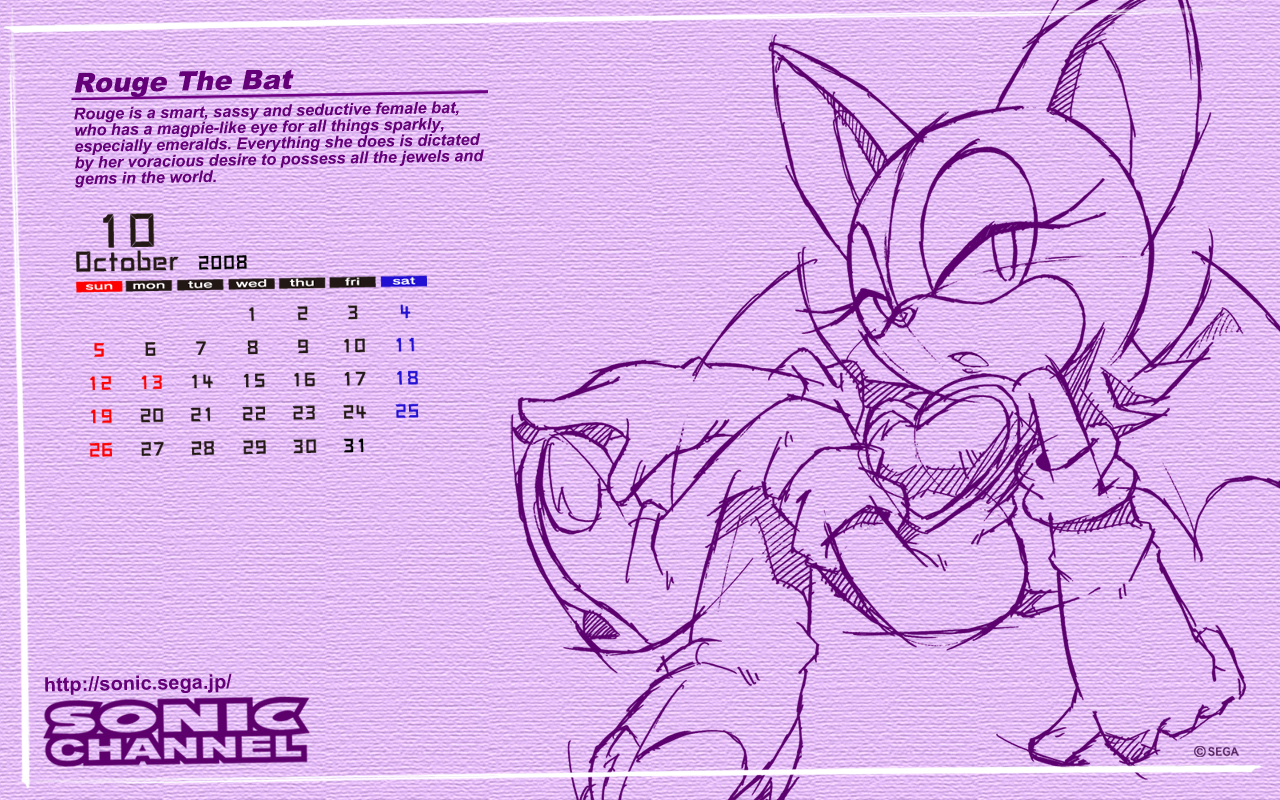 Rouge The Bat
Rouge is a smart, sassy and seductive female bat,
who has a magpie-like eye for all things sparkly,
especially emeralds. Everything she does is dictated
by her voracious desire to possess all the jewels and
gems in the world.
10
October 2008
sun mon tue wed thu fri sat
1 2 3 4
5 6 7 8 9 10 11
12 13 14 15 16 17 18
19 20 21 22 23 24 25
26 27 28 29 30 31
http://sonic.sega.jp/
SONIC
CHANNEL
©SEGA